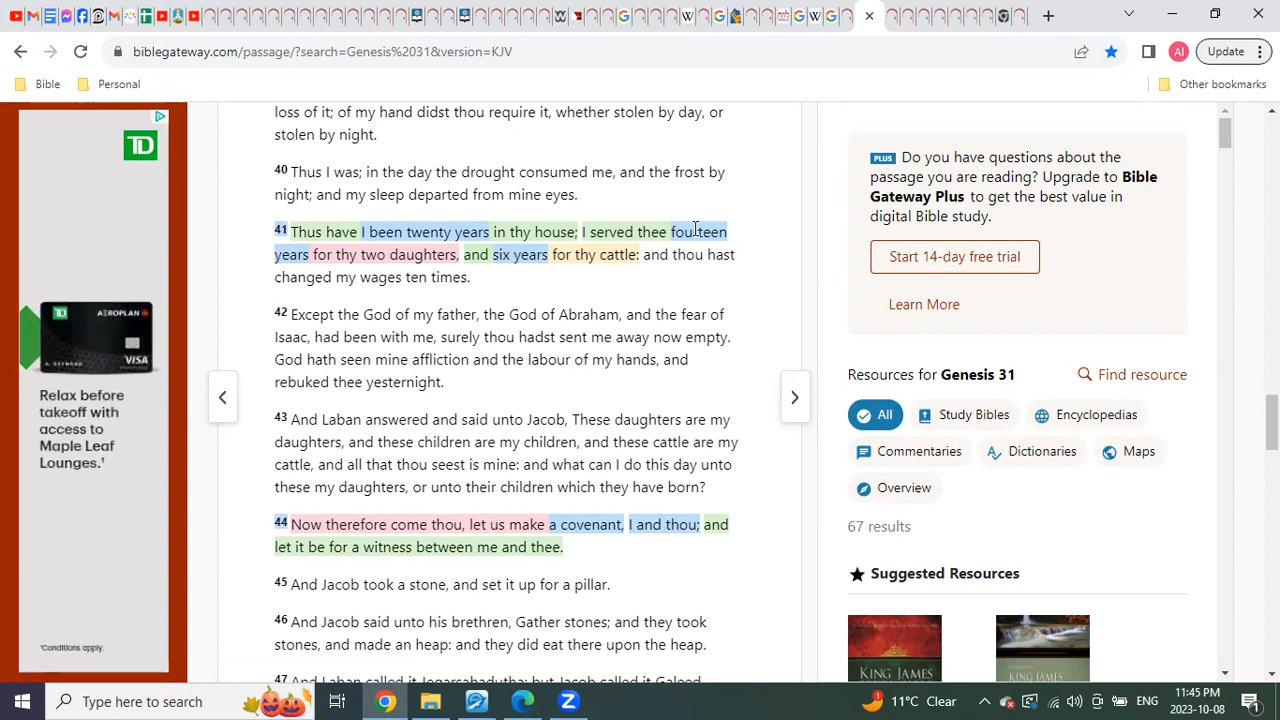 Update
biblegateway.com/passage/?search=Genesis%2031&version=KJV
AI
Bible
Personal
Other bookmarks
TD
TD
AEROPLAN
VISA
Relax before
takeoff with
access to
Maple Leaf
Lounges.¹
¹Conditions apply.
loss of it; of my hand didst thou require it, whether stolen by day, or
stolen by night.
40 Thus I was; in the day the drought consumed me, and the frost by
night; and my sleep departed from mine eyes.
41 Thus have I been twenty years in thy house; I served thee fourteen
years for thy two daughters, and six years for thy cattle: and thou hast
changed my wages ten times.
42 Except the God of my father, the God of Abraham, and the fear of
Isaac, had been with me, surely thou hadst sent me away now empty.
God hath seen mine affliction and the labour of my hands, and
rebuked thee yesternight.
43 And Laban answered and said unto Jacob, These daughters are my
daughters, and these children are my children, and these cattle are my
cattle, and all that thou seest is mine: and what can I do this day unto
these my daughters, or unto their children which they have born?
44 Now therefore come thou, let us make a covenant, I and thou; and
let it be for a witness between me and thee.
45 And Jacob took a stone, and set it up for a pillar.
46 And Jacob said unto his brethren, Gather stones; and they took
stones, and made an heap: and they did eat there upon the heap.
47 And Laban called it Jegarsahadutha: but Jacob called it Galeed.
PLUS Do you have questions about the
passage you are reading? Upgrade to Bible
Gateway Plus to get the best value in
digital Bible study.
Start 14-day free trial
Learn More
Resources for Genesis 31
Find resource
All
Study Bibles
Encyclopedias
Commentaries
Dictionaries
Maps
Overview
67 results
Suggested Resources
KING JAMES
Type here to search
11°C Clear
ENG
11:45 PM
2023-10-08